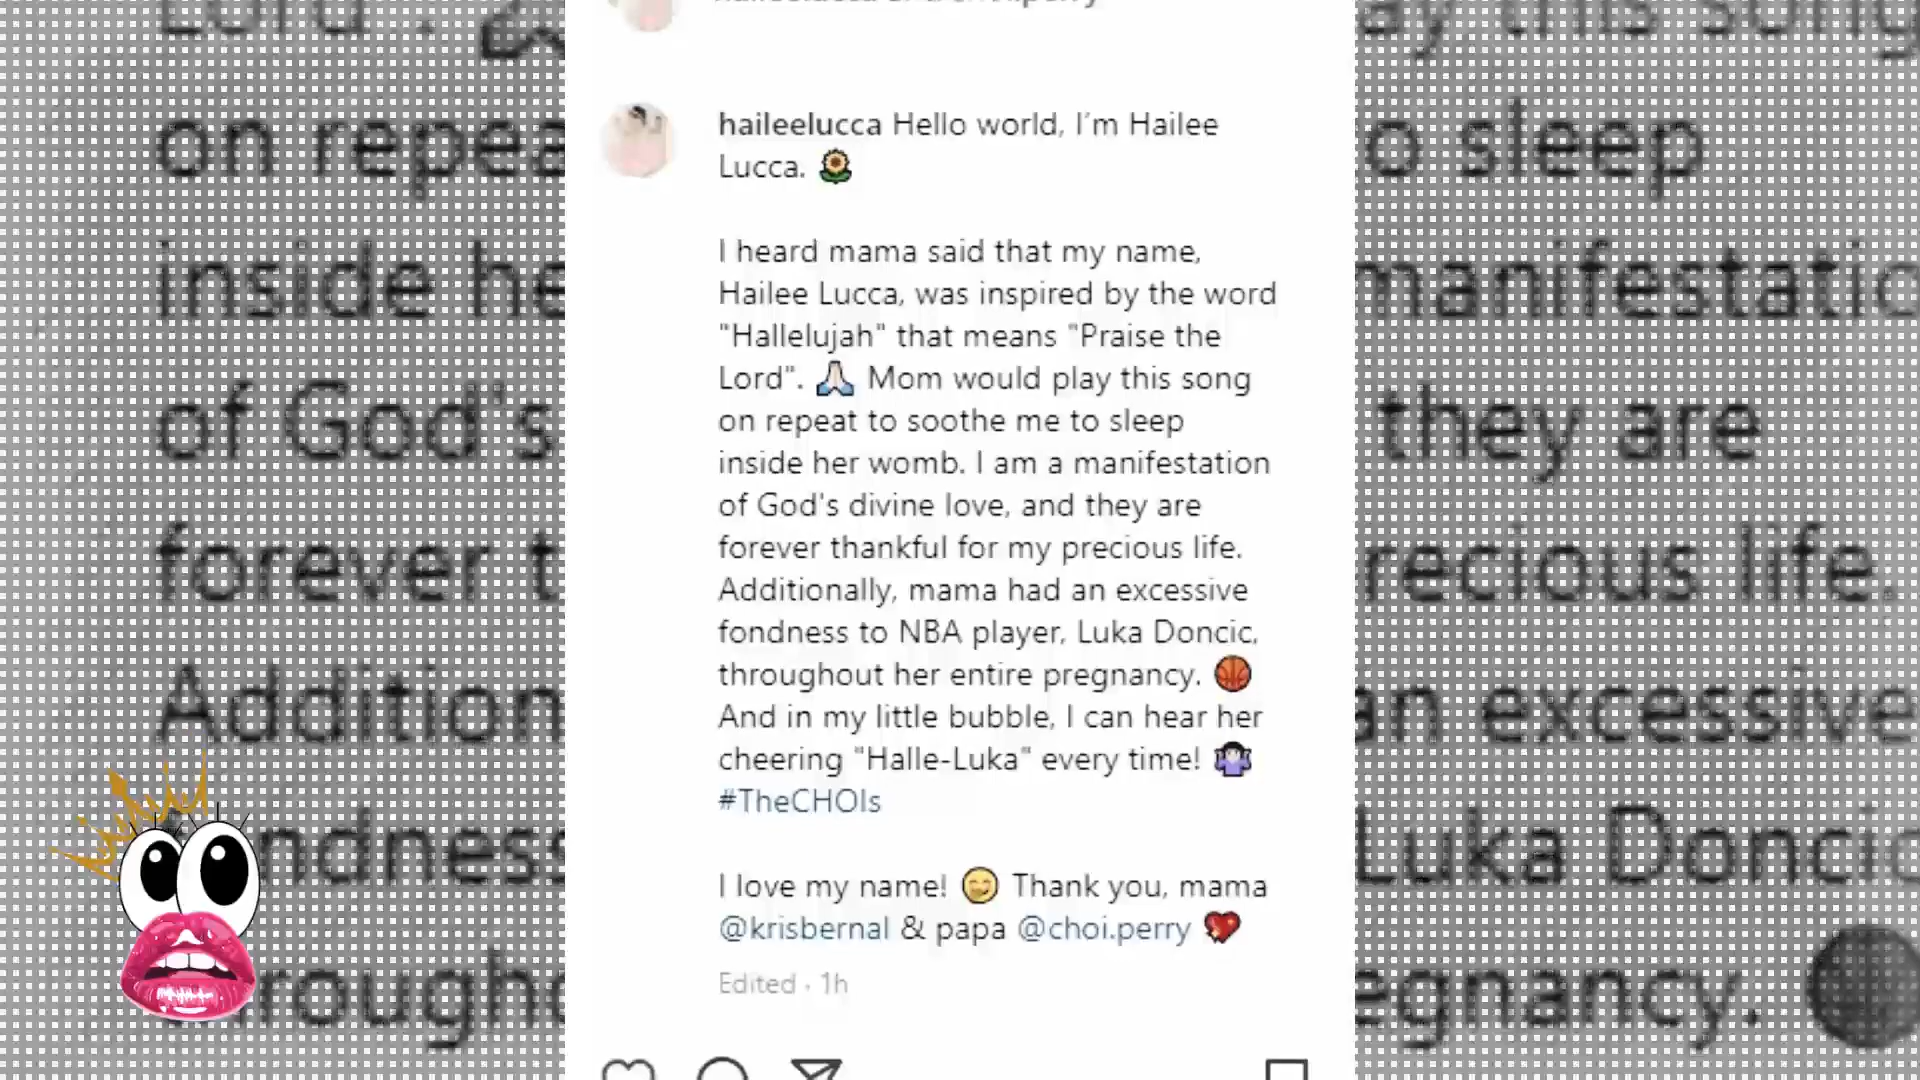 haileelucca Hello world, I'm Hailee
Lucca. 🌼
I heard mama said that my name,
Hailee Lucca, was inspired by the word
"Hallelujah" that means "Praise the
Lord". 🙏🏻 Mom would play this song
on repeat to soothe me to sleep
inside her womb. I am a manifestation
of God's divine love, and they are
forever thankful for my precious life.
Additionally, mama had an excessive
fondness to NBA player, Luka Doncic,
throughout her entire pregnancy. 🏀
And in my little bubble, I can hear her
cheering "Halle-Luka" every time! 🤷🏻‍♀️
#TheCHOIs
I love my name! 😊 Thank you, mama
@krisbernal & papa @choi.perry 💖
Edited · 1h